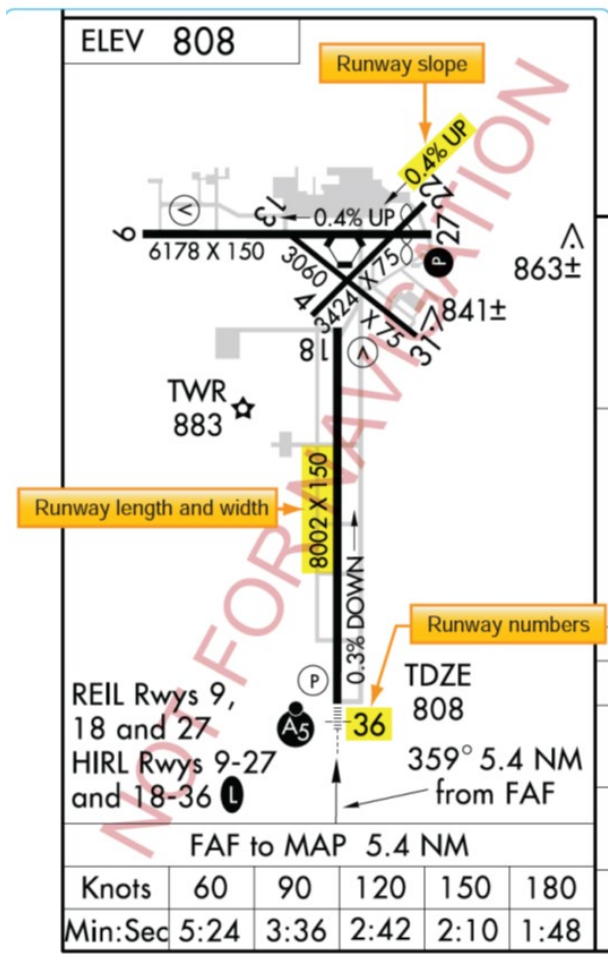 ELEV 808
Runway slope
0.4% UP
22
13
0.4% UP
9
27
6178 X 150
P
V
863±
3060 X 75
4
3424 X 75
841±
31
18
V
TWR
883
Runway length and width
8002 X 150
0.3% DOWN
Runway numbers
P
TDZE
808
REIL Rwys 9,
18 and 27
A5
36
HIRL Rwys 9-27
and 18-36 L
359° 5.4 NM
from FAF
NOT FOR NAVIGATION
FAF to MAP 5.4 NM
Knots 60 90 120 150 180
Min:Sec 5:24 3:36 2:42 2:10 1:48